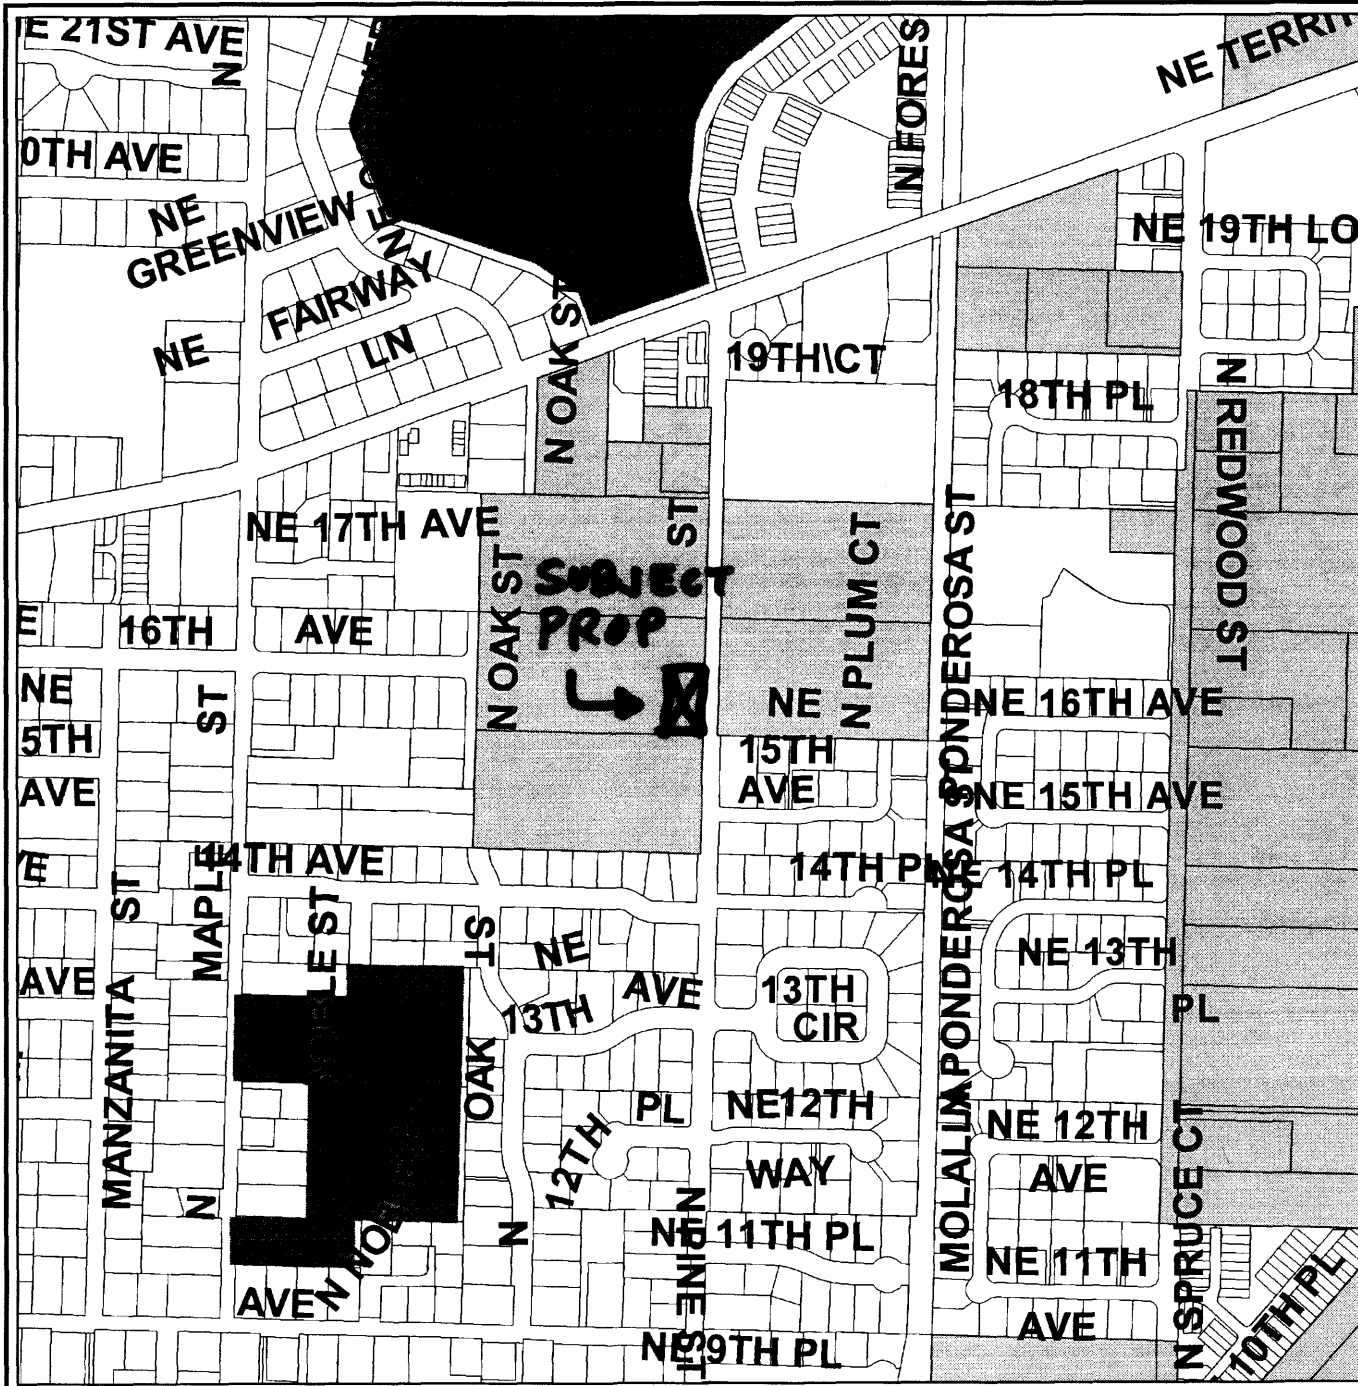 E 21ST AVE
N
N FORES
NE TERRIT
0TH AVE
NE
GREENVIEW
LN
FAIRWAY
LN
NE
NE 19TH LO
N OAK ST
19TH\CT
18TH PL
N REDWOOD ST
NE 17TH AVE
ST
N OAK ST
SUBJECT
PROP
N PLUM CT
N PONDEROSA ST
E
16TH
AVE
NE
5TH
AVE
ST
NE
15TH
AVE
NE 16TH AVE
NE 15TH AVE
VE
14TH AVE
14TH PL
NE 14TH PL
ST
MAPLE
LE ST
ST
NE
13TH
AVE
13TH
CIR
NE 13TH
PL
AVE
MANZANITA
N
OAK
N
12TH
PL
NE12TH
WAY
MOLALLA PONDEROSA S
NE 12TH
AVE
N PINE ST
NE 11TH PL
NE 11TH
AVE
N SPRUCE CT
AVE
NE 9TH PL
10TH PL